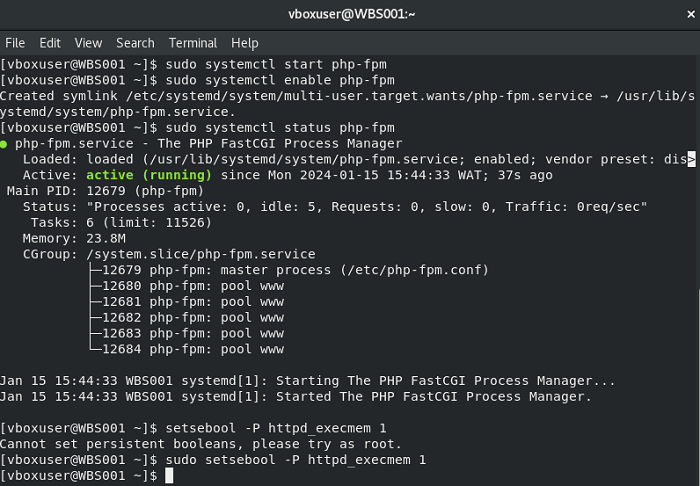 vboxuser@WBS001:~
File Edit View Search Terminal Help
[vboxuser@WBS001 ~]$ sudo systemctl start php-fpm
[vboxuser@WBS001 ~]$ sudo systemctl enable php-fpm
Created symlink /etc/systemd/system/multi-user.target.wants/php-fpm.service → /usr/lib/s
ystemd/system/php-fpm.service.
[vboxuser@WBS001 ~]$ sudo systemctl status php-fpm
● php-fpm.service - The PHP FastCGI Process Manager
   Loaded: loaded (/usr/lib/systemd/system/php-fpm.service; enabled; vendor preset: dis>
   Active: active (running) since Mon 2024-01-15 15:44:33 WAT; 37s ago
 Main PID: 12679 (php-fpm)
   Status: "Processes active: 0, idle: 5, Requests: 0, slow: 0, Traffic: 0req/sec"
    Tasks: 6 (limit: 11526)
   Memory: 23.8M
   CGroup: /system.slice/php-fpm.service
           ├─12679 php-fpm: master process (/etc/php-fpm.conf)
           ├─12680 php-fpm: pool www
           ├─12681 php-fpm: pool www
           ├─12682 php-fpm: pool www
           ├─12683 php-fpm: pool www
           └─12684 php-fpm: pool www
Jan 15 15:44:33 WBS001 systemd[1]: Starting The PHP FastCGI Process Manager...
Jan 15 15:44:33 WBS001 systemd[1]: Started The PHP FastCGI Process Manager.
[vboxuser@WBS001 ~]$ setsebool -P httpd_execmem 1
Cannot set persistent booleans, please try as root.
[vboxuser@WBS001 ~]$ sudo setsebool -P httpd_execmem 1
[vboxuser@WBS001 ~]$